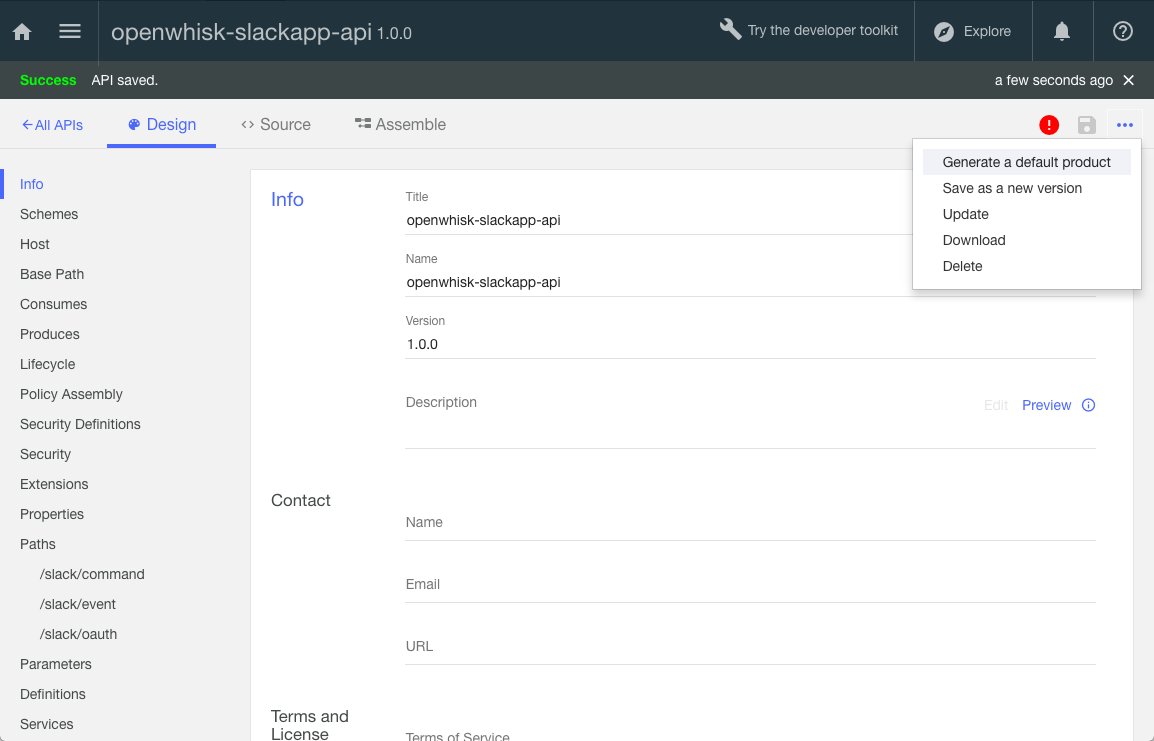 openwhisk-slackapp-api 1.0.0
Try the developer toolkit
Explore
Success API saved.
a few seconds ago
All APIs
Design
Source
Assemble
Generate a default product
Save as a new version
Update
Download
Delete
Info
Schemes
Host
Base Path
Consumes
Produces
Lifecycle
Policy Assembly
Security Definitions
Security
Extensions
Properties
Paths
/slack/command
/slack/event
/slack/oauth
Parameters
Definitions
Services
Info
Title
openwhisk-slackapp-api
Name
openwhisk-slackapp-api
Version
1.0.0
Description
Edit Preview
Contact
Name
Email
URL
Terms and
License
Terms of Service